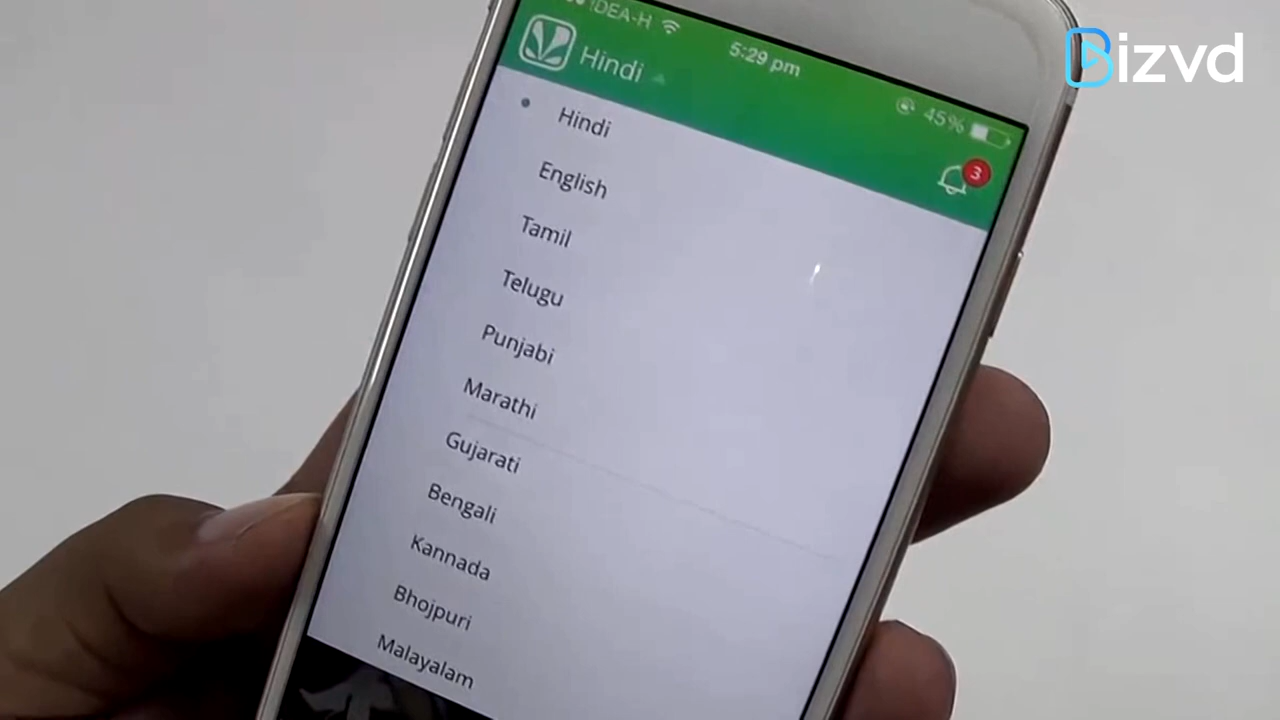 IDEA-H
5:29 pm
45%
Hindi
3
Hindi
English
Tamil
Telugu
Punjabi
Marathi
Gujarati
Bengali
Kannada
Bhojpuri
Malayalam
Bizvd